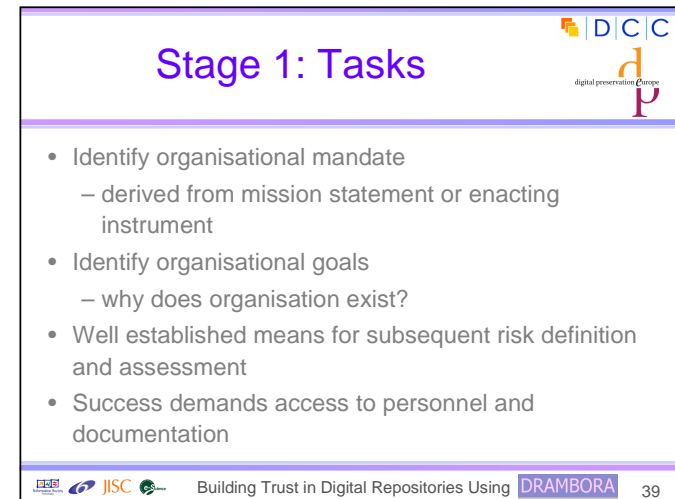 D|C|C
Stage 1: Tasks
digital preservation europe
dp
• Identify organisational mandate
– derived from mission statement or enacting
instrument
• Identify organisational goals
– why does organisation exist?
• Well established means for subsequent risk definition
and assessment
• Success demands access to personnel and
documentation
JISC
Building Trust in Digital Repositories Using DRAMBORA
39